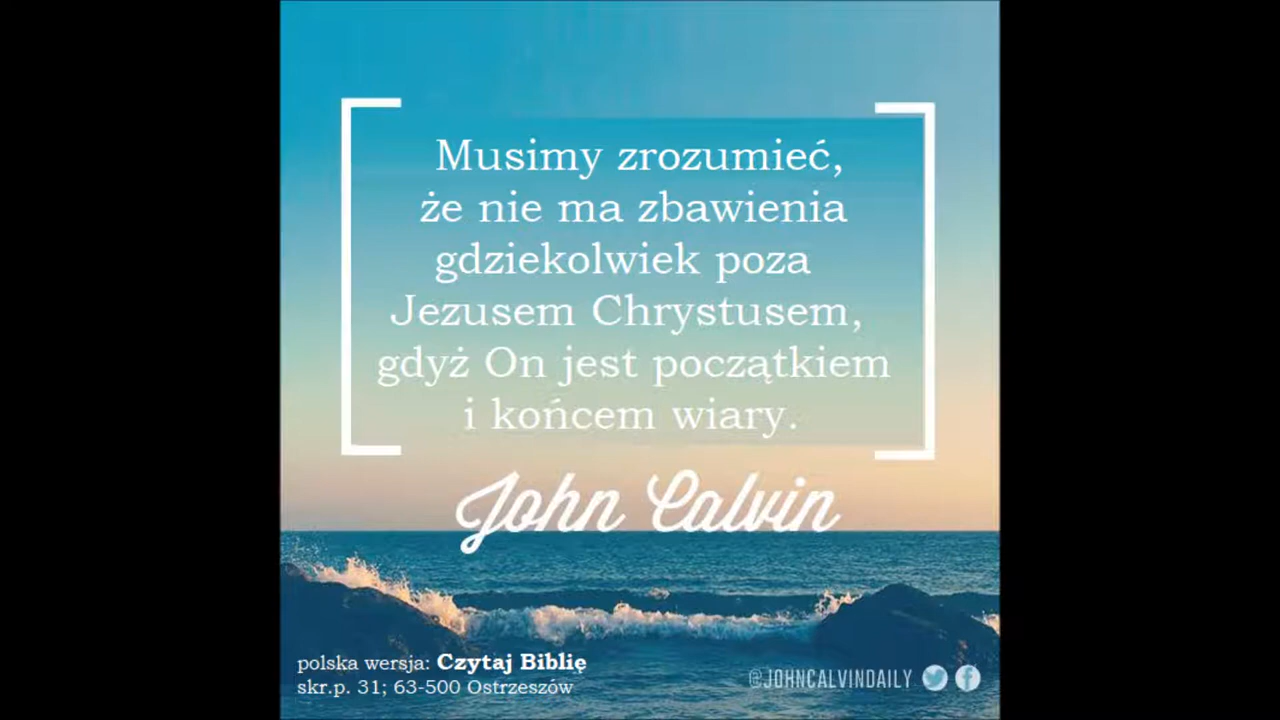 Musimy zrozumieć,
że nie ma zbawienia
gdziekolwiek poza
Jezusem Chrystusem,
gdyż On jest początkiem
i końcem wiary.
John Calvin
polska wersja: Czytaj Biblię
skr.p. 31; 63-500 Ostrzeszów
@JOHNCALVINDAILY